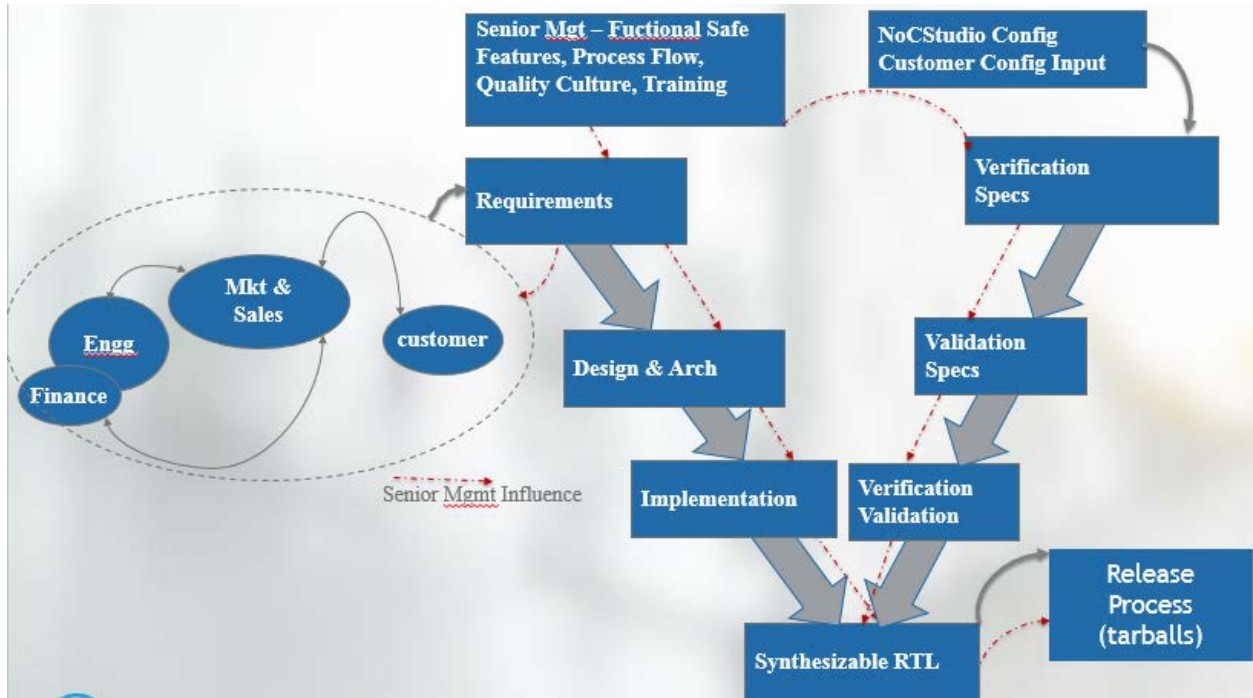 Senior Mgt – Fuctional Safe
Features, Process Flow,
Quality Culture, Training
NoCStudio Config
Customer Config Input
Requirements
Verification
Specs
Mkt &
Sales
Engg
Finance
customer
Design & Arch
Validation
Specs
Senior Mgmt Influence
Implementation
Verification
Validation
Synthesizable RTL
Release
Process
(tarballs)